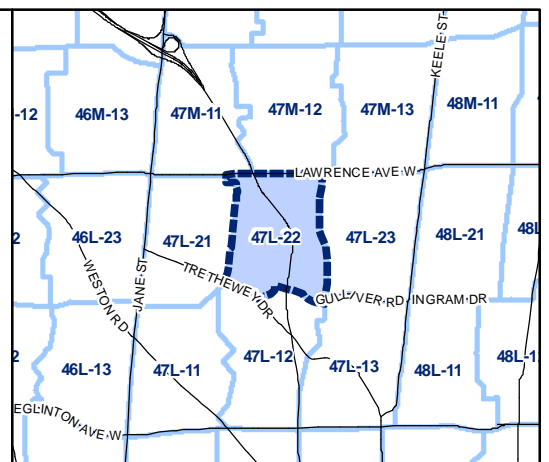 KEELE ST
-12
46M-13
47M-11
47M-12
47M-13
48M-11
LAWRENCE AVE W
2
46L-23
47L-21
47L-22
47L-23
48L-21
48L
WESTON RD
JANE ST
TRETHEWEY DR
GULLIVER RD
INGRAM DR
2
46L-13
47L-11
47L-12
47L-13
48L-11
48L-1
EGLINTON AVE W